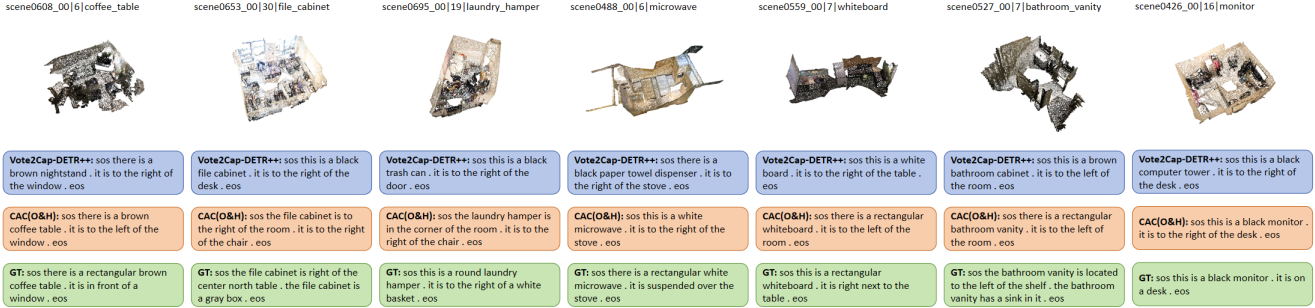 scene0608_00|6|coffee_table
scene0653_00|30|file_cabinet
scene0695_00|19|laundry_hamper
scene0488_00|6|microwave
scene0559_00|7|whiteboard
scene0527_00|7|bathroom_vanity
scene0426_00|16|monitor
Vote2Cap-DETR++: sos there is a
brown nightstand . it is to the right of
the window . eos
Vote2Cap-DETR++: sos this is a black
file cabinet . it is to the right of the
desk . eos
Vote2Cap-DETR++: sos this is a black
trash can . it is to the right of the
door . eos
Vote2Cap-DETR++: sos there is a
black paper towel dispenser . it is to
the right of the stove . eos
Vote2Cap-DETR++: sos this is a white
board . it is to the right of the table .
eos
Vote2Cap-DETR++: sos this is a brown
bathroom cabinet . it is to the left of
the room . eos
Vote2Cap-DETR++: sos this is a black
computer tower . it is to the right of
the desk . eos
CAC(O&H): sos there is a brown
coffee table . it is to the left of the
window . eos
CAC(O&H): sos the file cabinet is to
the right of the room . it is to the right
of the chair . eos
CAC(O&H): sos the laundry hamper is
in the corner of the room . it is to the
right of the chair . eos
CAC(O&H): sos this is a white
microwave . it is to the right of the
stove . eos
CAC(O&H): sos there is a rectangular
whiteboard . it is to the left of the
room . eos
CAC(O&H): sos there is a rectangular
bathroom vanity . it is to the left of
the room . eos
CAC(O&H): sos this is a black monitor .
it is to the right of the desk . eos
GT: sos there is a rectangular brown
coffee table . it is in front of a
window . eos
GT: sos the file cabinet is right of the
center north table . the file cabinet is
a gray box . eos
GT: sos this is a round laundry
hamper . it is to the right of a white
basket . eos
GT: sos there is a rectangular white
microwave . it is suspended over the
stove . eos
GT: sos this is a rectangular
whiteboard . it is right next to the
table . eos
GT: sos the bathroom vanity is located
to the left of the shelf . the bathroom
vanity has a sink in it . eos
GT: sos this is a black monitor . it is on
a desk . eos